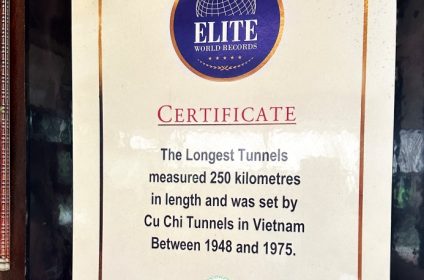 ELITE
WORLD RECORDS
CERTIFICATE
The Longest Tunnels
measured 250 kilometres
in length and was set by
Cu Chi Tunnels in Vietnam
Between 1948 and 1975.